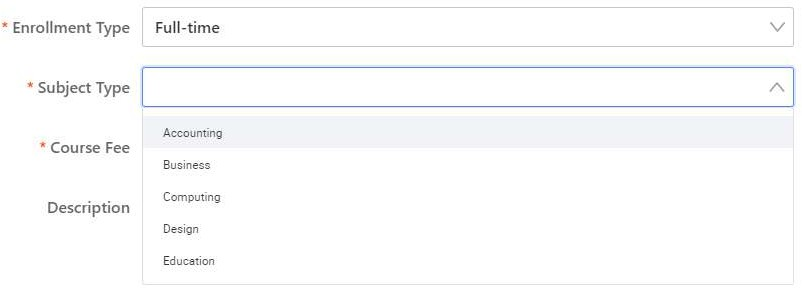 * Enrollment Type Full-time
* Subject Type
Accounting
* Course Fee
Business
Computing
Description
Design
Education